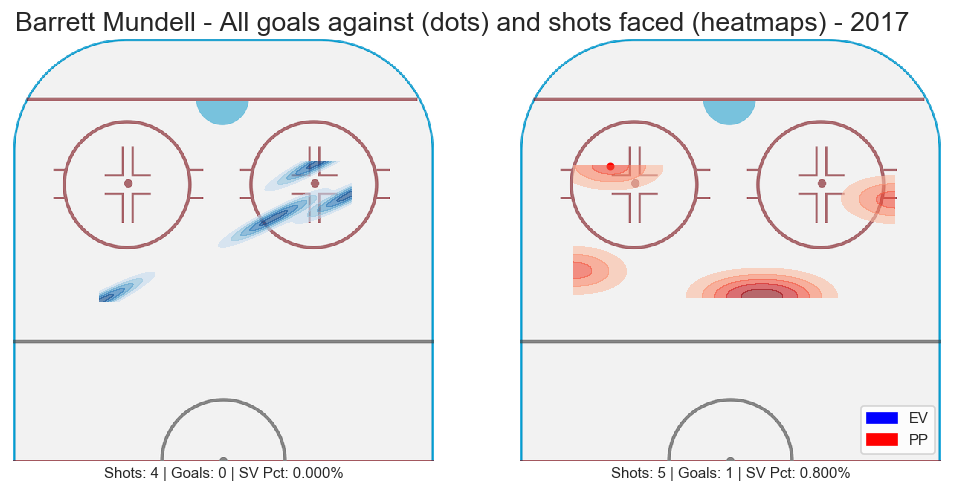 Barrett Mundell - All goals against (dots) and shots faced (heatmaps) - 2017
EV
PP
Shots: 4 | Goals: 0 | SV Pct: 0.000%
Shots: 5 | Goals: 1 | SV Pct: 0.800%